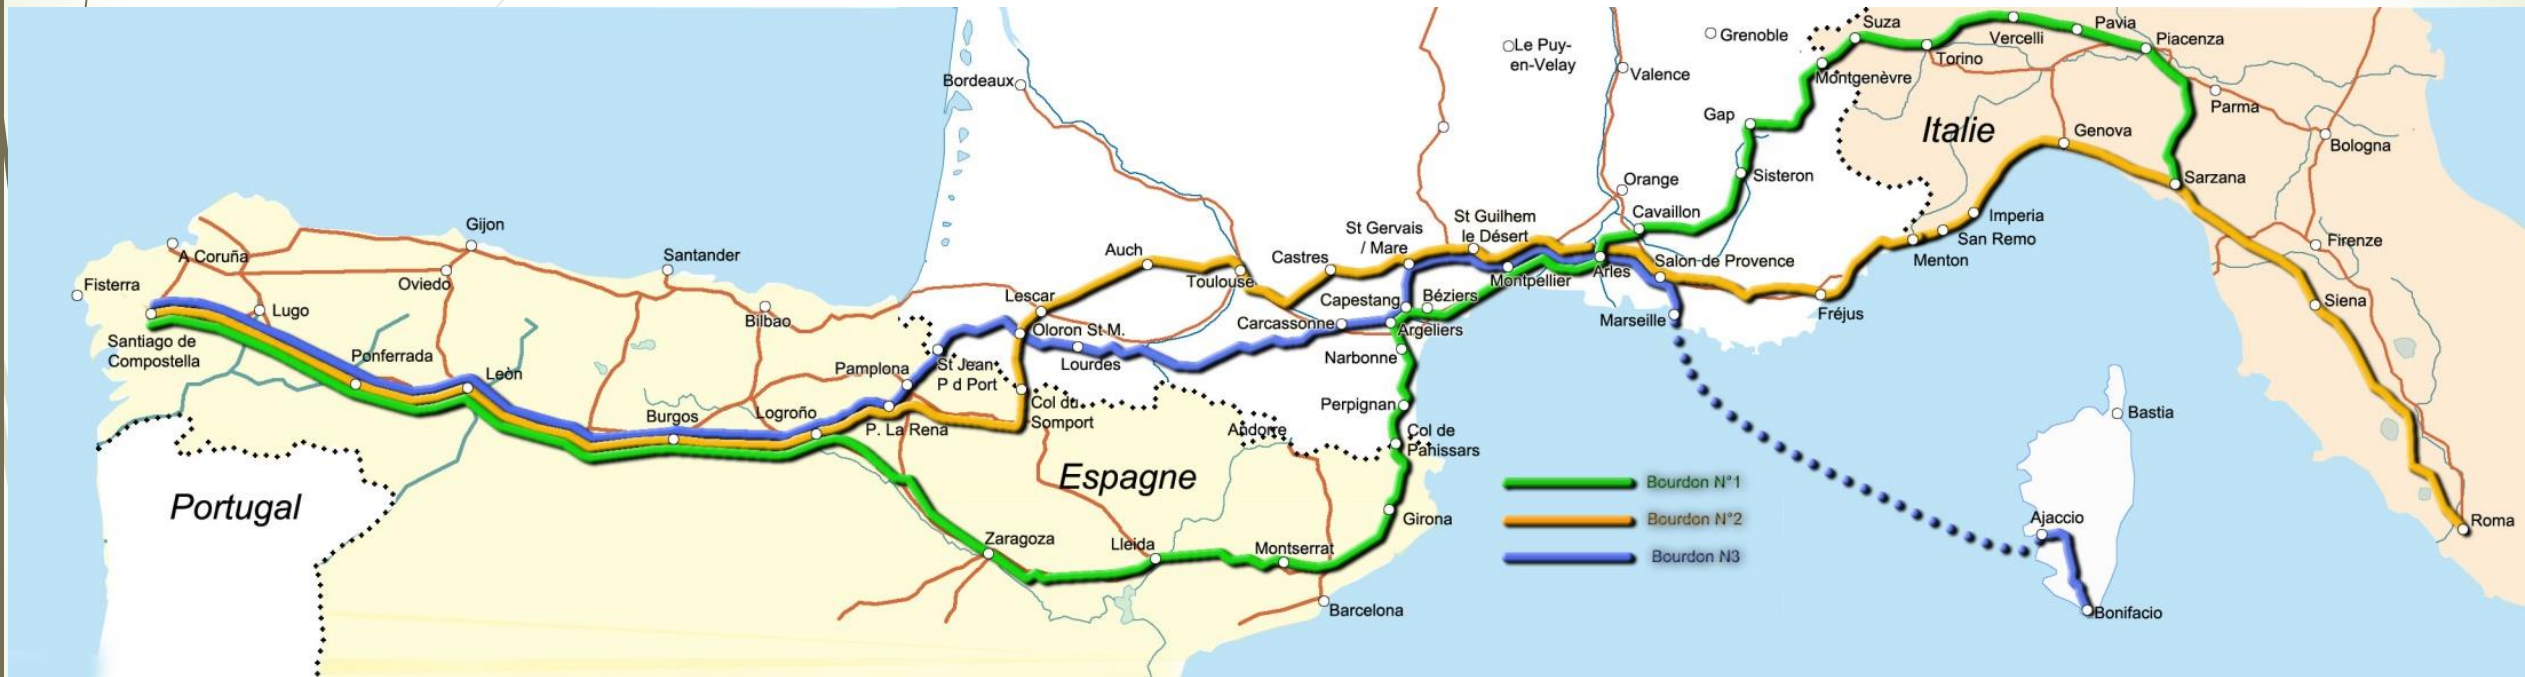 Le Puy-
en-Velay
Grenoble
Suza
Vercelli
Pavia
Piacenza
Torino
Valence
Montgenèvre
Bordeaux
Parma
Gap
Italie
Genova
Bologna
Sisteron
Orange
Sarzana
Cavaillon
Imperia
San Remo
Menton
Firenze
Gijon
A Coruña
Santander
Fisterra
Oviedo
Lugo
Bilbao
Auch
Toulouse
Castres
St Gervais
/ Mare
St Guilhem
le Désert
Arles
Salon-de Provence
Montpellier
Lescar
Capestang
Béziers
Siena
Fréjus
Marseille
Santiago de
Compostella
Ponferrada
Leòn
Oloron St M.
Carcassonne
Argeliers
Narbonne
Pamplona
St Jean
P d Port
Lourdes
Burgos
Logroño
P. La Rena
Col du
Somport
Perpignan
Andorre
Col de
Pahissars
Bastia
Espagne
Portugal
Bourdon N°1
Bourdon N°2
Bourdon N3
Girona
Ajaccio
Roma
Zaragoza
Lleida
Montserrat
Barcelona
Bonifacio